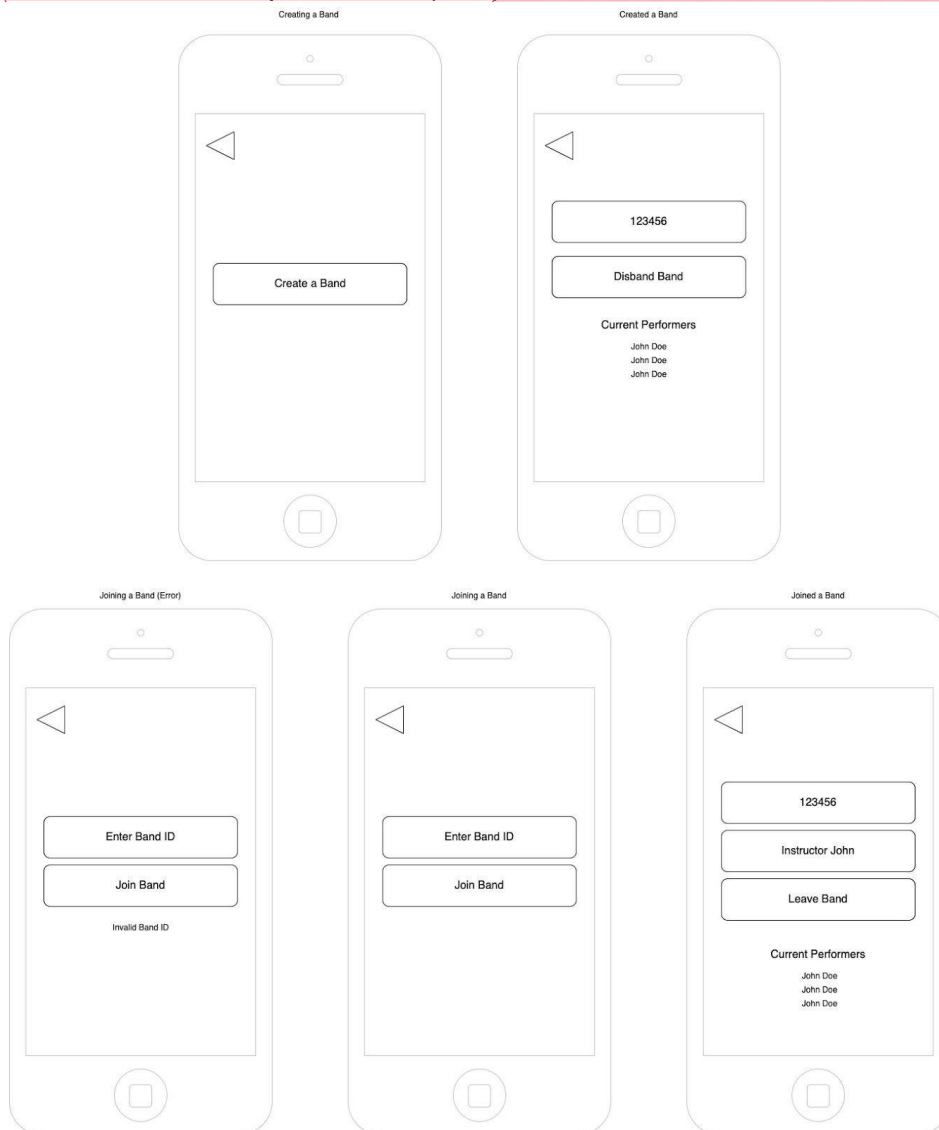 Creating a Band
Created a Band
Create a Band
123456
Disband Band
Current Performers
John Doe
John Doe
John Doe
Joining a Band (Error)
Joining a Band
Joined a Band
Enter Band ID
Join Band
Invalid Band ID
Enter Band ID
Join Band
123456
Instructor John
Leave Band
Current Performers
John Doe
John Doe
John Doe